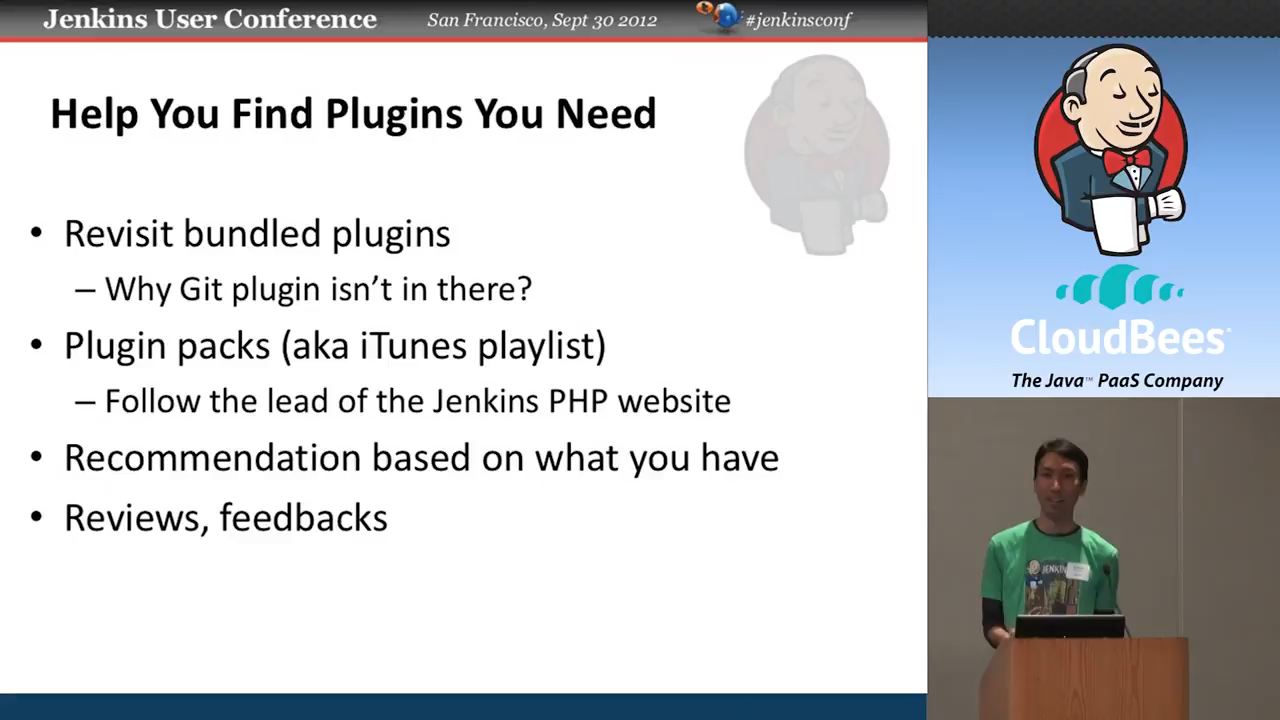 Jenkins User Conference San Francisco, Sept 30 2012 #jenkinsconf
Help You Find Plugins You Need
• Revisit bundled plugins
– Why Git plugin isn't in there?
• Plugin packs (aka iTunes playlist)
– Follow the lead of the Jenkins PHP website
• Recommendation based on what you have
• Reviews, feedbacks
CloudBees
The Java™ PaaS Company
JENKINS